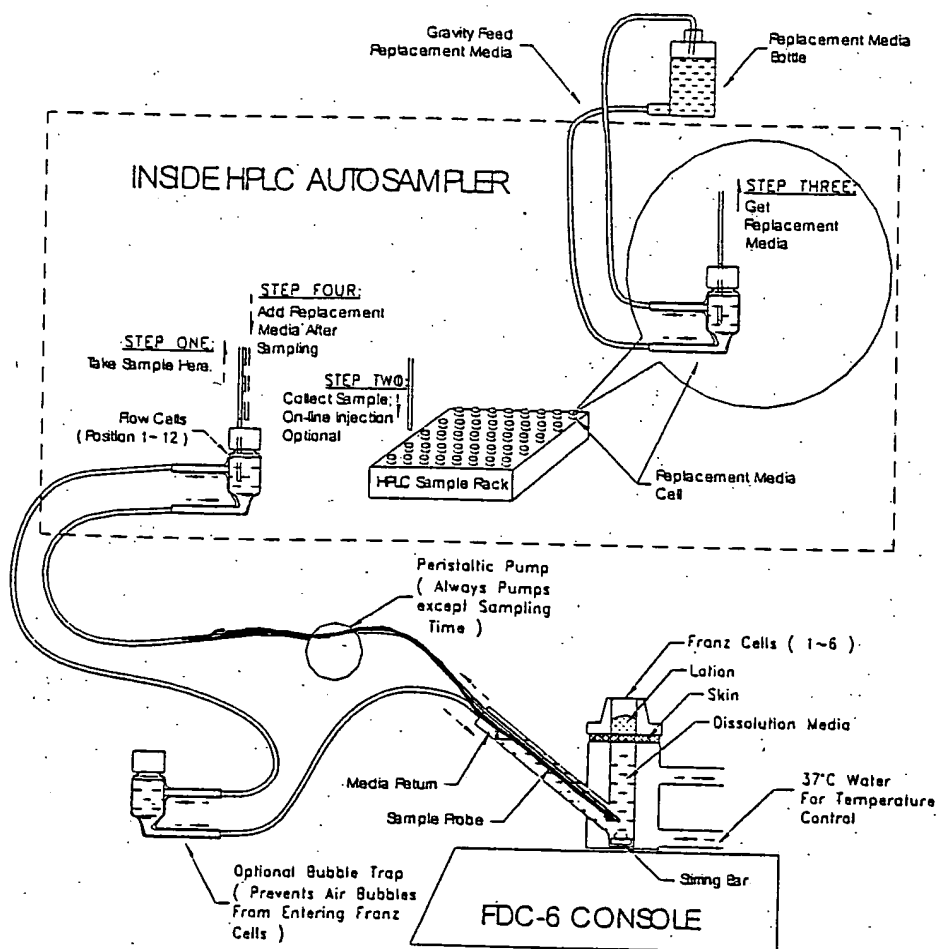 Gravity Feed
Replacement Media
Replacement Media
Bottle
INSIDE HPLC AUTOSAMPLER
STEP THREE:
Get
Replacement
Media
STEP FOUR:
Add Replacement
Media After
Sampling
STEP ONE:
Take Sample Here.
STEP TWO:
Collect Sample;
On-line Injection
Optional
Flow Cells
( Position 1~12 )
HPLC Sample Rack
Replacement Media
Cell
Peristaltic Pump
( Always Pumps
except Sampling
Time )
Franz Cells ( 1~6 )
Lotion
Skin
Dissolution Media
Media Return
Sample Probe
37°C Water
For Temperature
Control
Optional Bubble Trap
( Prevents Air Bubbles
From Entering Franz
Cells )
Stirring Bar
FDC-6 CONSOLE